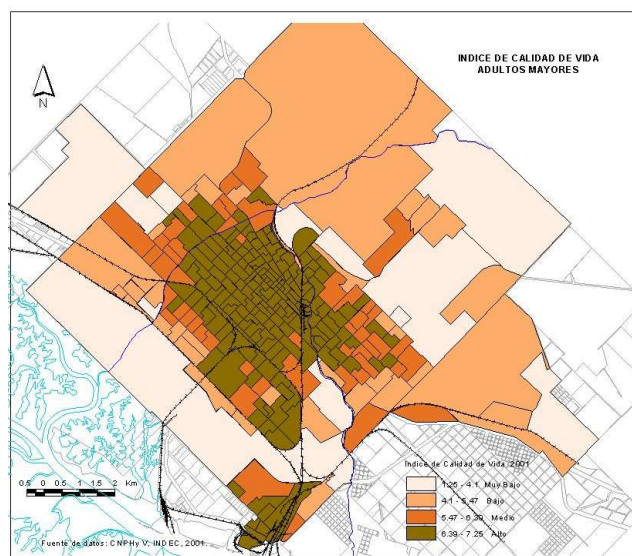 INDICE DE CALIDAD DE VIDA
ADULTOS MAYORES
N
0.5 0 0.5 1 1.5 2 Km
Indice de Calidad de Vida, 2001
1.25 - 4.1 Muy Bajo
4.1 - 5.47 Bajo
5.47 - 6.39 Medio
6.39 - 7.25 Alto
Fuente de datos: CNPHy V, INDEC, 2001.